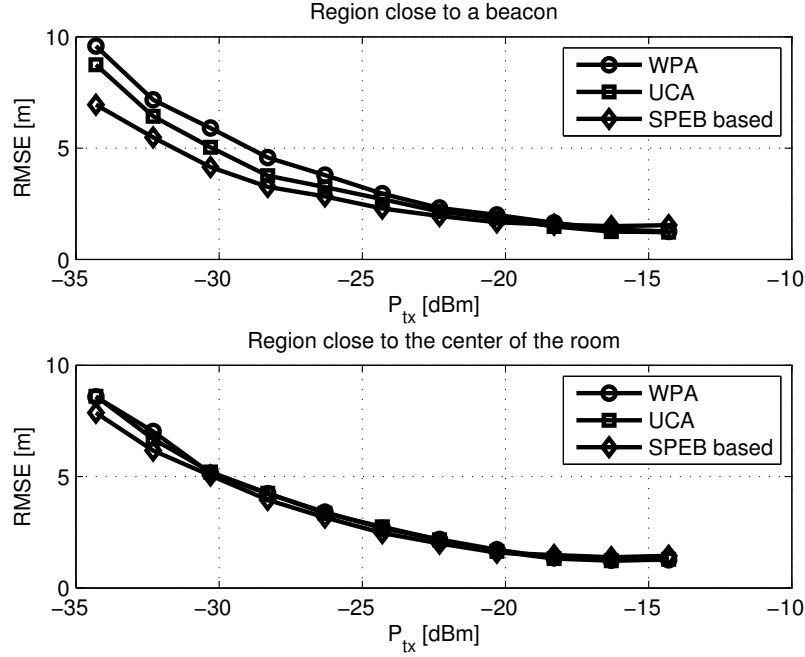 Region close to a beacon
10
5
0
RMSE [m]
WPA
UCA
SPEB based
−35 −30 −25 −20 −15 −10
P_tx [dBm]
Region close to the center of the room
10
5
0
RMSE [m]
WPA
UCA
SPEB based
−35 −30 −25 −20 −15 −10
P_tx [dBm]